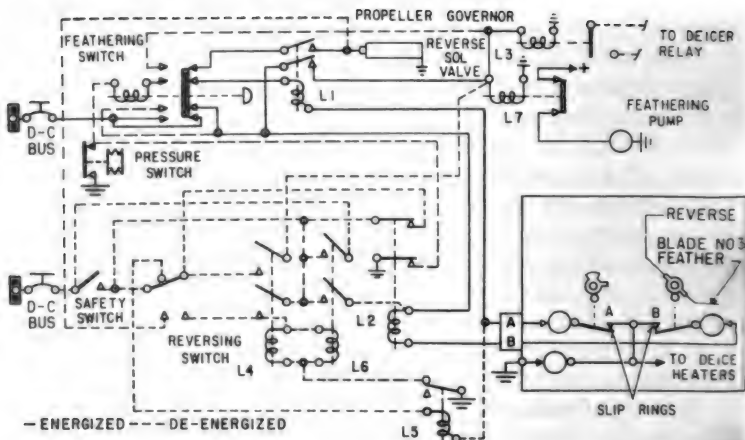 PROPELLER GOVERNOR
FEATHERING
SWITCH
REVERSE
SOL
VALVE
L3
TO DEICER
RELAY
L1
L7
+
D-C
BUS
PRESSURE
SWITCH
FEATHERING
PUMP
REVERSE
BLADE NO 3
FEATHER
D-C
BUS
SAFETY
SWITCH
REVERSING
SWITCH
L2
L4
L6
A
B
A
B
TO DEICE
HEATERS
SLIP RINGS
L5
—ENERGIZED ---- DE-ENERGIZED